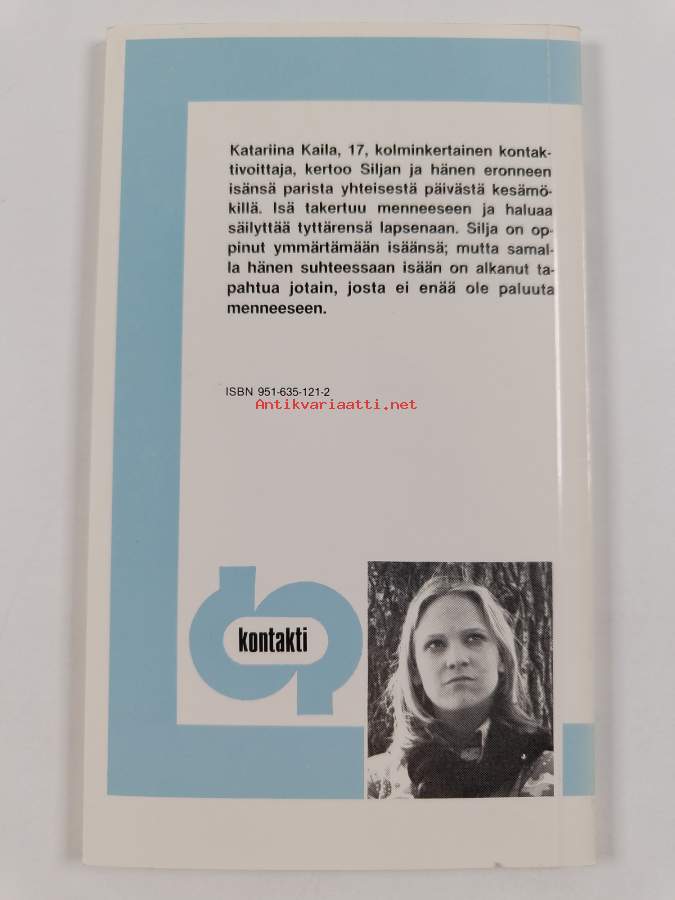 Katariina Kaila, 17, kolminkertainen kontak-
tivoittaja, kertoo Siljan ja hänen eronneen
isänsä parista yhteisestä päivästä kesämö-
killä. Isä takertuu menneeseen ja haluaa
säilyttää tyttärensä lapsenaan. Silja on op-
pinut ymmärtämään isäänsä; mutta samal-
la hänen suhteessaan isään on alkanut ta-
pahtua jotain, josta ei enää ole paluuta
menneeseen.
ISBN 951-635-121-2
Antikvariaatti.net
kontakti